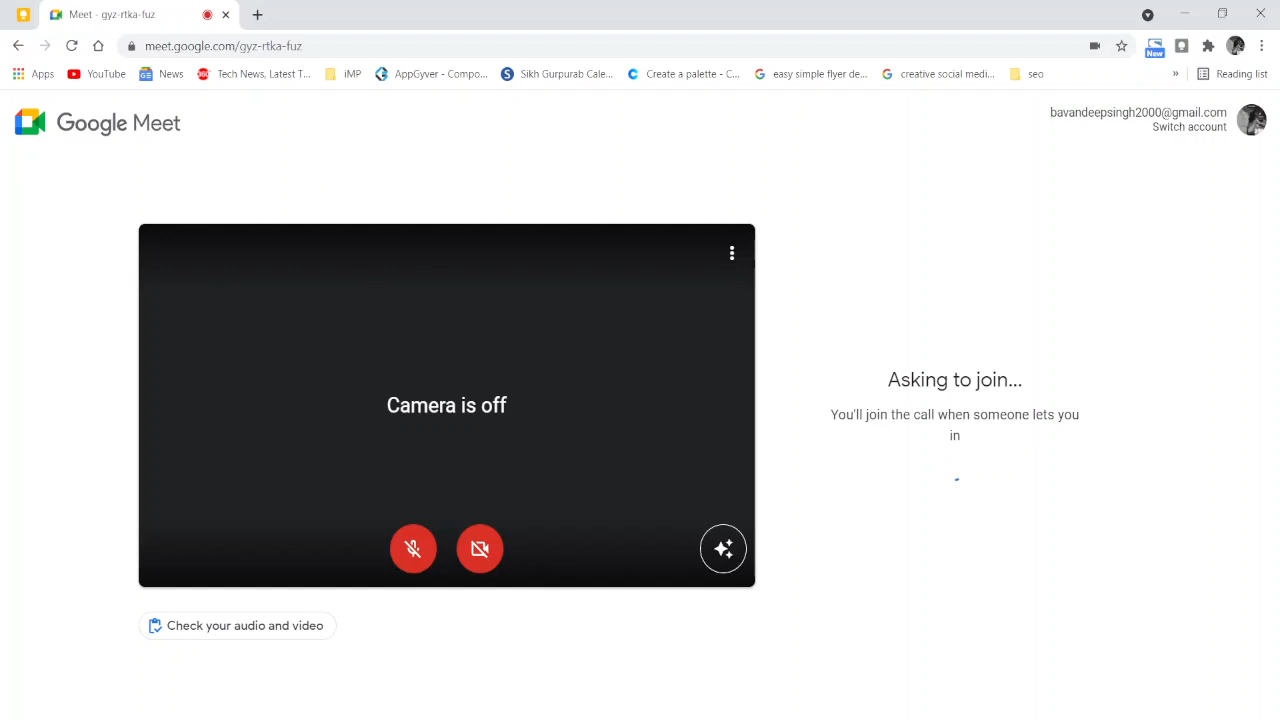 Meet - gyz-rtka-fuz
meet.google.com/gyz-rtka-fuz
New
Apps YouTube News Tech News, Latest T... iMP AppGyver - Compo... Sikh Gurpurab Cale... Create a palette - C... easy simple flyer de... creative social medi... seo » Reading list
Google Meet
bavandeepsingh2000@gmail.com
Switch account
Camera is off
Asking to join...
You'll join the call when someone lets you
in
Check your audio and video